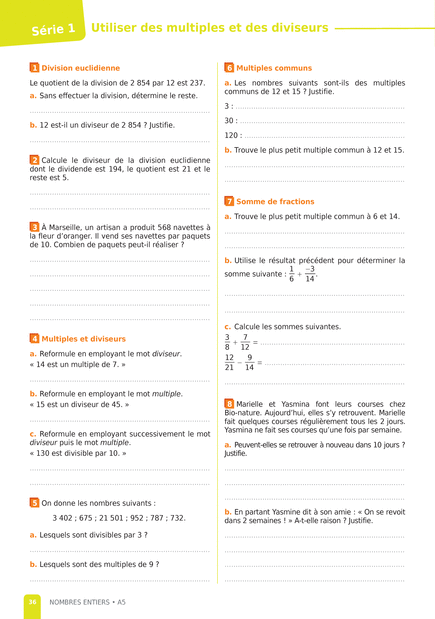 Série 1 Utiliser des multiples et des diviseurs
1 Division euclidienne
Le quotient de la division de 2 854 par 12 est 237.
a. Sans effectuer la division, détermine le reste.
b. 12 est-il un diviseur de 2 854 ? Justifie.
2 Calcule le diviseur de la division euclidienne
dont le dividende est 194, le quotient est 21 et le
reste est 5.
3 À Marseille, un artisan a produit 568 navettes à
la fleur d'oranger. Il vend ses navettes par paquets
de 10. Combien de paquets peut-il réaliser ?
4 Multiples et diviseurs
a. Reformule en employant le mot diviseur.
« 14 est un multiple de 7. »
b. Reformule en employant le mot multiple.
« 15 est un diviseur de 45. »
c. Reformule en employant successivement le mot
diviseur puis le mot multiple.
« 130 est divisible par 10. »
5 On donne les nombres suivants :
3 402 ; 675 ; 21 501 ; 952 ; 787 ; 732.
a. Lesquels sont divisibles par 3 ?
b. Lesquels sont des multiples de 9 ?
6 Multiples communs
a. Les nombres suivants sont-ils des multiples
communs de 12 et 15 ? Justifie.
3 :
30 :
120 :
b. Trouve le plus petit multiple commun à 12 et 15.
7 Somme de fractions
a. Trouve le plus petit multiple commun à 6 et 14.
b. Utilise le résultat précédent pour déterminer la
somme suivante : 1/6 + −3/14.
c. Calcule les sommes suivantes.
3/8 + 7/12 =
12/21 − 9/14 =
8 Marielle et Yasmina font leurs courses chez
Bio-nature. Aujourd'hui, elles s'y retrouvent. Marielle
fait quelques courses régulièrement tous les 2 jours.
Yasmina ne fait ses courses qu'une fois par semaine.
a. Peuvent-elles se retrouver à nouveau dans 10 jours ?
Justifie.
b. En partant Yasmine dit à son amie : « On se revoit
dans 2 semaines ! » A-t-elle raison ? Justifie.
36 NOMBRES ENTIERS • A5